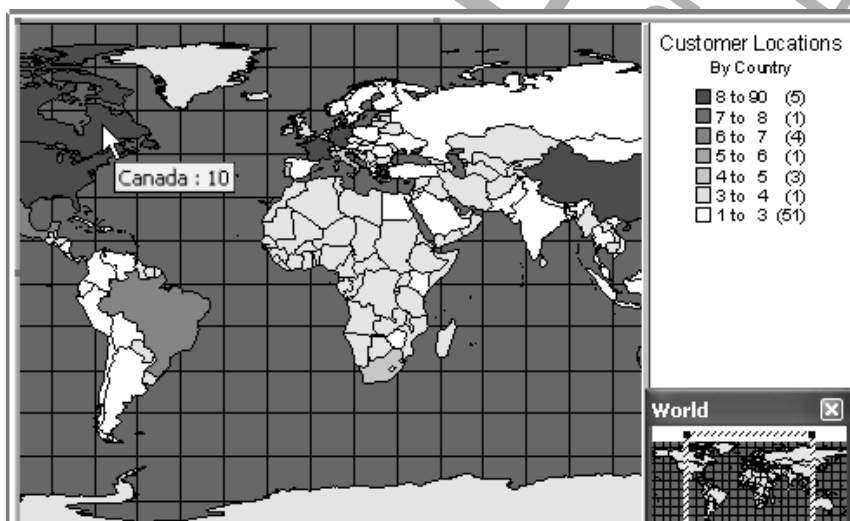 Customer Locations
By Country
8 to 90 (5)
7 to 8 (1)
6 to 7 (4)
5 to 6 (1)
4 to 5 (3)
3 to 4 (1)
1 to 3 (51)
Canada : 10
World